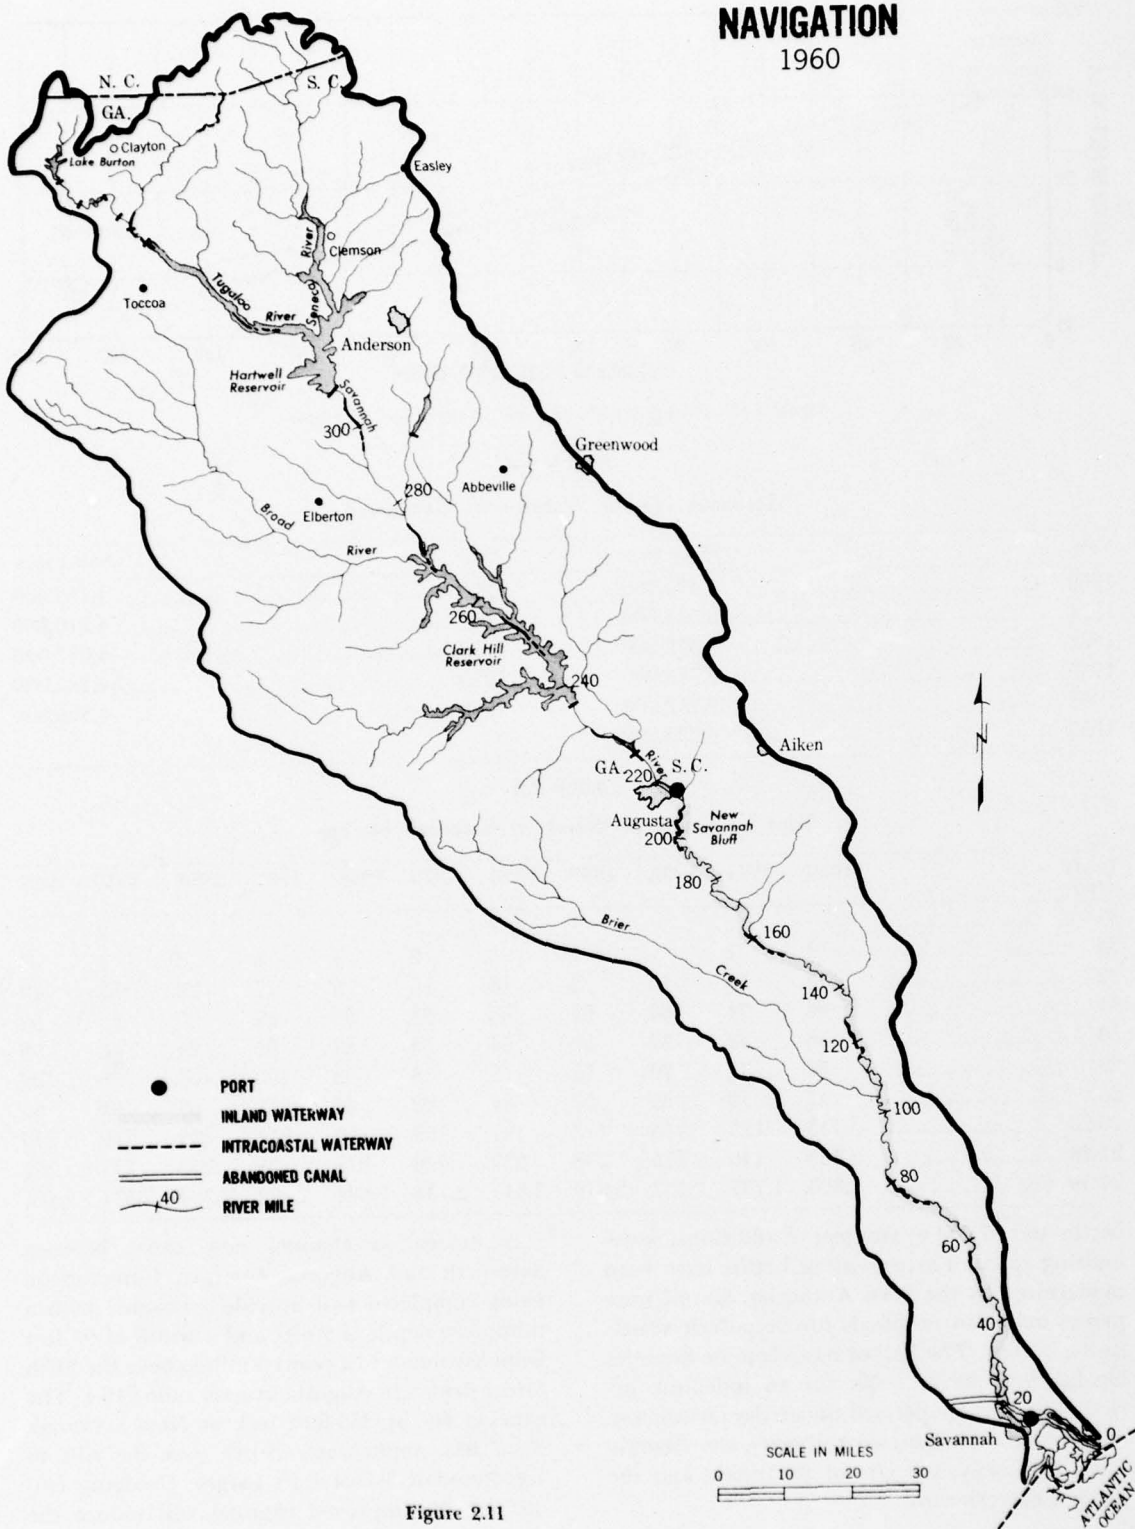 NAVIGATION
1960
N. C.
S. C.
GA.
Clayton
Lake Burton
Easley
River
Clemson
Toccoa
Tugaloo
River
Seneca
Anderson
Hartwell
Reservoir
Savannah
300
Greenwood
280
Abbeville
Elberton
Broad
River
260
Clark Hill
Reservoir
240
Aiken
River
GA.
220
S. C.
Augusta
New
Savannah
Bluff
200
180
160
Brier
Creek
140
120
100
80
60
40
20
0
Savannah
ATLANTIC
OCEAN
PORT
INLAND WATERWAY
INTRACOASTAL WATERWAY
ABANDONED CANAL
40
RIVER MILE
N
SCALE IN MILES
0 10 20 30
Figure 2.11